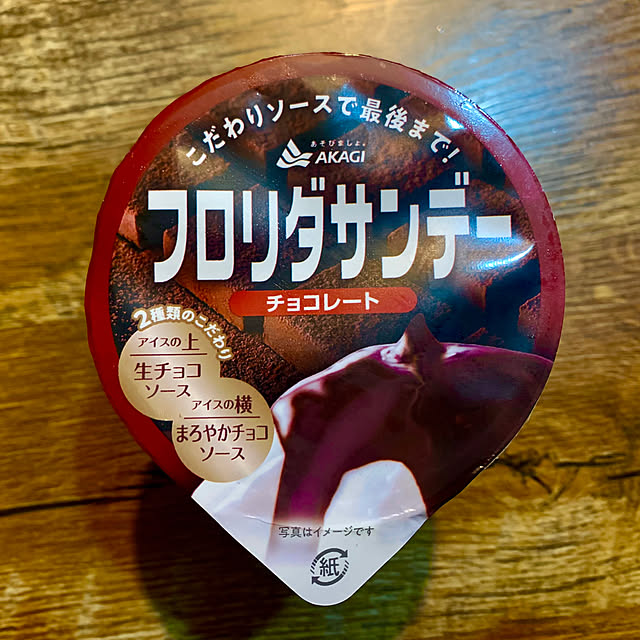 こだわりソースで最後まで!
あそびましょ。
AKAGI
フロリダサンデー
チョコレート
2種類のこだわり
アイスの上
生チョコ
ソース
アイスの横
まろやかチョコ
ソース
写真はイメージです
紙